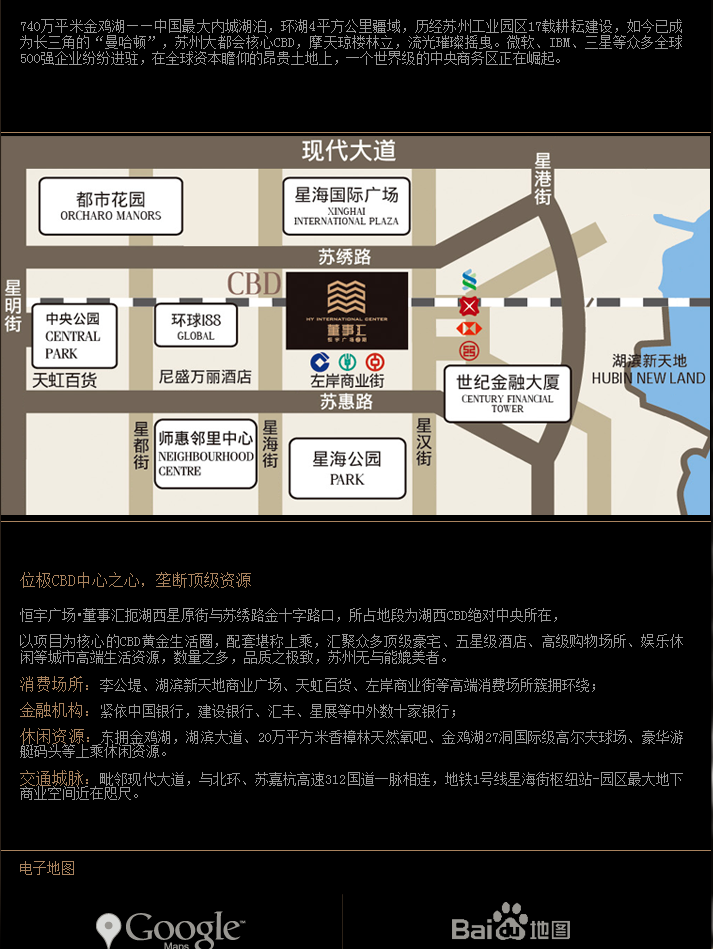 740万平米金鸡湖——中国最大内城湖泊，环湖4平方公里疆域，历经苏州工业园区17载耕耘建设，如今已成
为长三角的“曼哈顿”，苏州大都会核心CBD，摩天琼楼林立，流光璀璨摇曳。微软、IBM、三星等众多全球
500强企业纷纷进驻，在全球资本瞻仰的昂贵土地上，一个世界级的中央商务区正在崛起。
现代大道
星港街
都市花园
ORCHARO MANORS
星海国际广场
XINGHAI
INTERNATIONAL PLAZA
苏绣路
星明街
CBD
HY INTERNATIONAL CENTER
董事汇
中央公园
CENTRAL
PARK
环球188
GLOBAL
天虹百货
尼盛万丽酒店
左岸商业街
世纪金融大厦
CENTURY FINANCIAL
TOWER
湖滨新天地
HUBIN NEW LAND
苏惠路
星都街
师惠邻里中心
NEIGHBOURHOOD
CENTRE
星海街
星海公园
PARK
星汉街
位极CBD中心之心，垄断顶级资源
恒宇广场·董事汇扼湖西星原街与苏绣路金十字路口，所占地段为湖西CBD绝对中央所在，
以项目为核心的CBD黄金生活圈，配套堪称上乘，汇聚众多顶级豪宅、五星级酒店、高级购物场所、娱乐休
闲等城市高端生活资源，数量之多，品质之极致，苏州无与能媲美者。
消费场所：李公堤、湖滨新天地商业广场、天虹百货、左岸商业街等高端消费场所簇拥环绕；
金融机构：紧依中国银行，建设银行、汇丰、星展等中外数十家银行；
休闲资源：东拥金鸡湖，湖滨大道、20万平方米香樟林天然氧吧、金鸡湖27洞国际级高尔夫球场、豪华游
艇码头等上乘休闲资源。
交通城脉：毗邻现代大道，与北环、苏嘉杭高速312国道一脉相连，地铁1号线星海街枢纽站-园区最大地下
商业空间近在咫尺。
电子地图
Google™
Maps
Bai du 地图